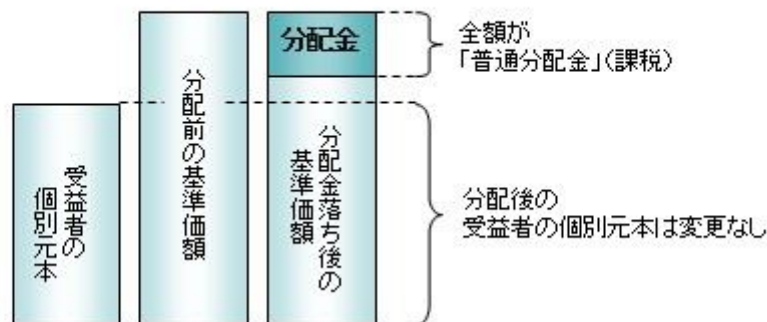 受益者の
個別元本
分配前の基準価額
分配金
分配金落ち後の
基準価額
全額が
「普通分配金」(課税)
分配後の
受益者の個別元本は変更なし